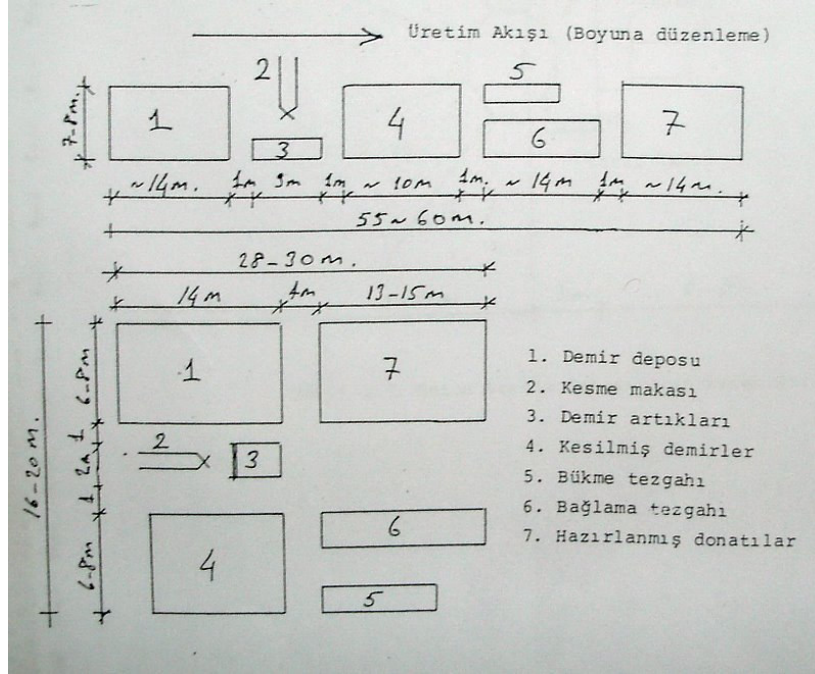 Üretim Akışı (Boyuna düzenleme)
2
5
1
3
4
6
7
7-8m.
~14m. 1m 3m 1m ~10m 1m. ~14m 1m ~14m.
55~60m.
28-30m.
14m 1m 13-15m
1
7
6-8m
1
2m
1
6-8m
16-20m.
2
3
4
6
5
1. Demir deposu
2. Kesme makası
3. Demir artıkları
4. Kesilmiş demirler
5. Bükme tezgahı
6. Bağlama tezgahı
7. Hazırlanmış donatılar